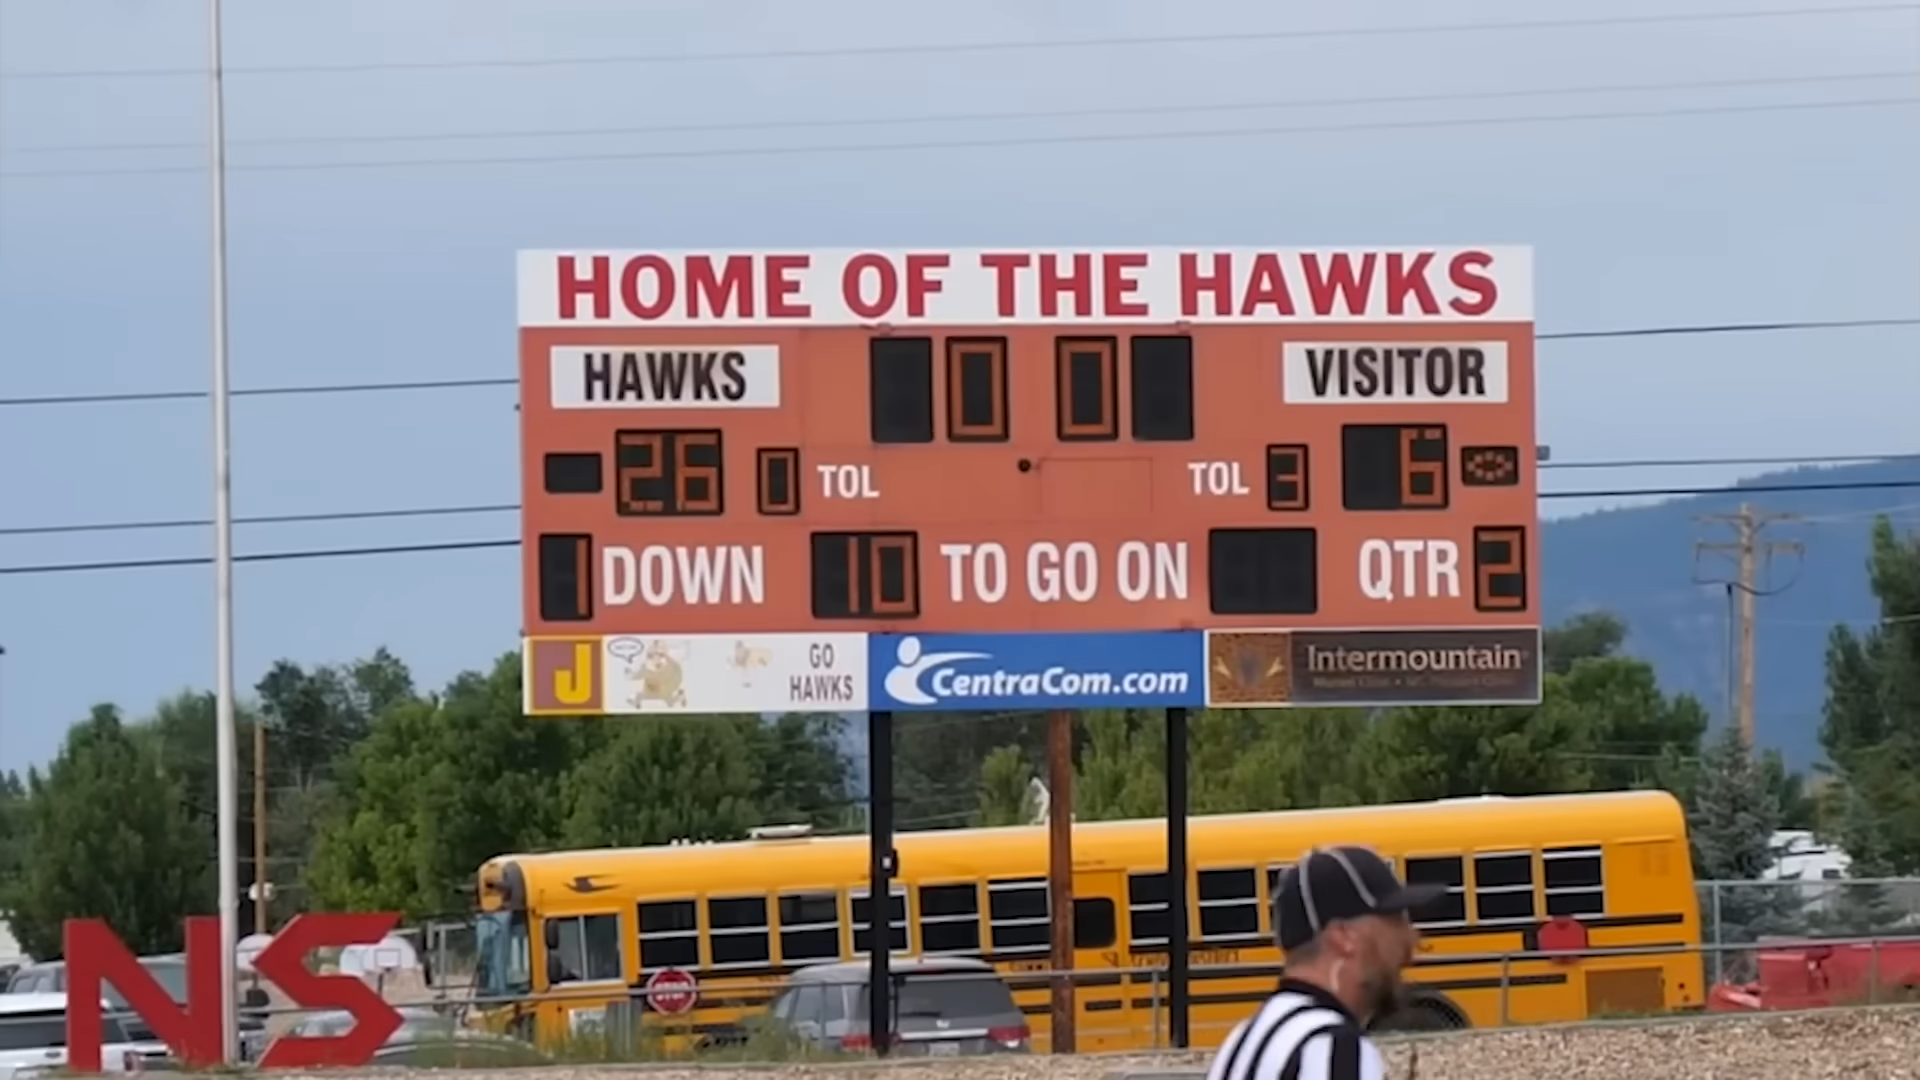 HOME OF THE HAWKS
HAWKS 0 0 VISITOR
26 0 TOL TOL 3 6
1 DOWN 10 TO GO ON QTR 2
J GO HAWKS CentraCom.com Intermountain
STOP
NS